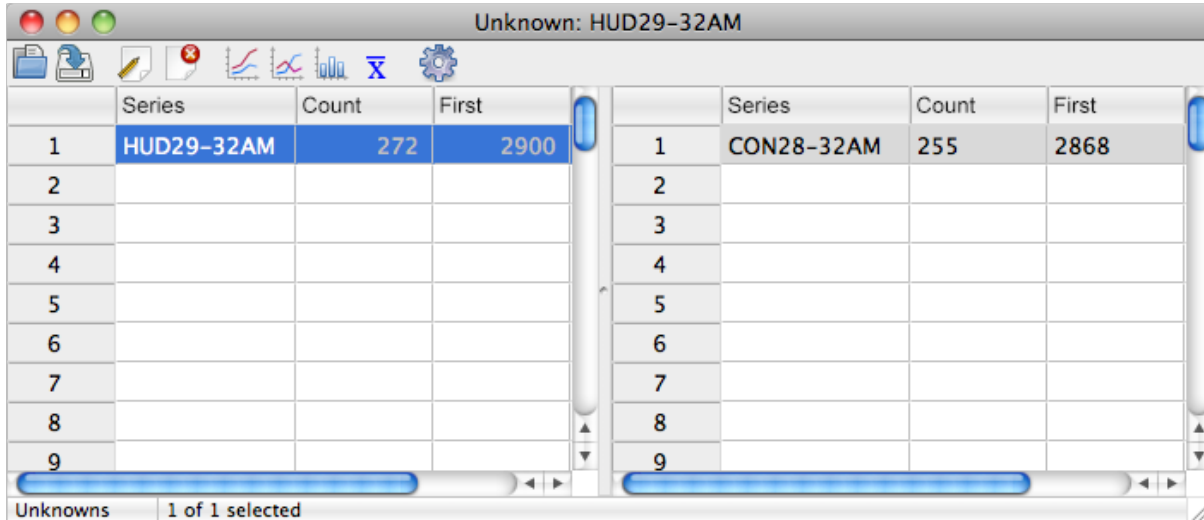 Unknown: HUD29-32AM
x
Series Count First Series Count First
1 HUD29-32AM 272 2900 1 CON28-32AM 255 2868
2 2
3 3
4 4
5 5
6 6
7 7
8 8
9 9
Unknowns 1 of 1 selected